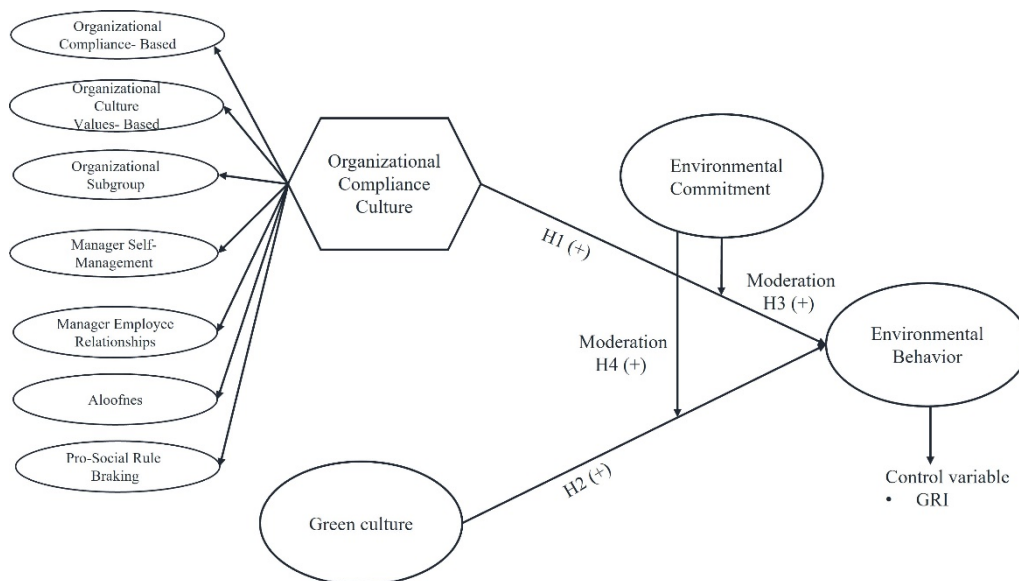 Organizational
Compliance- Based
Organizational
Culture
Values- Based
Organizational
Subgroup
Manager Self-
Management
Manager Employee
Relationships
Aloofnes
Pro-Social Rule
Braking
Organizational
Compliance
Culture
Environmental
Commitment
H1 (+)
Moderation
H3 (+)
Moderation
H4 (+)
Environmental
Behavior
H2 (+)
Green culture
Control variable
• GRI